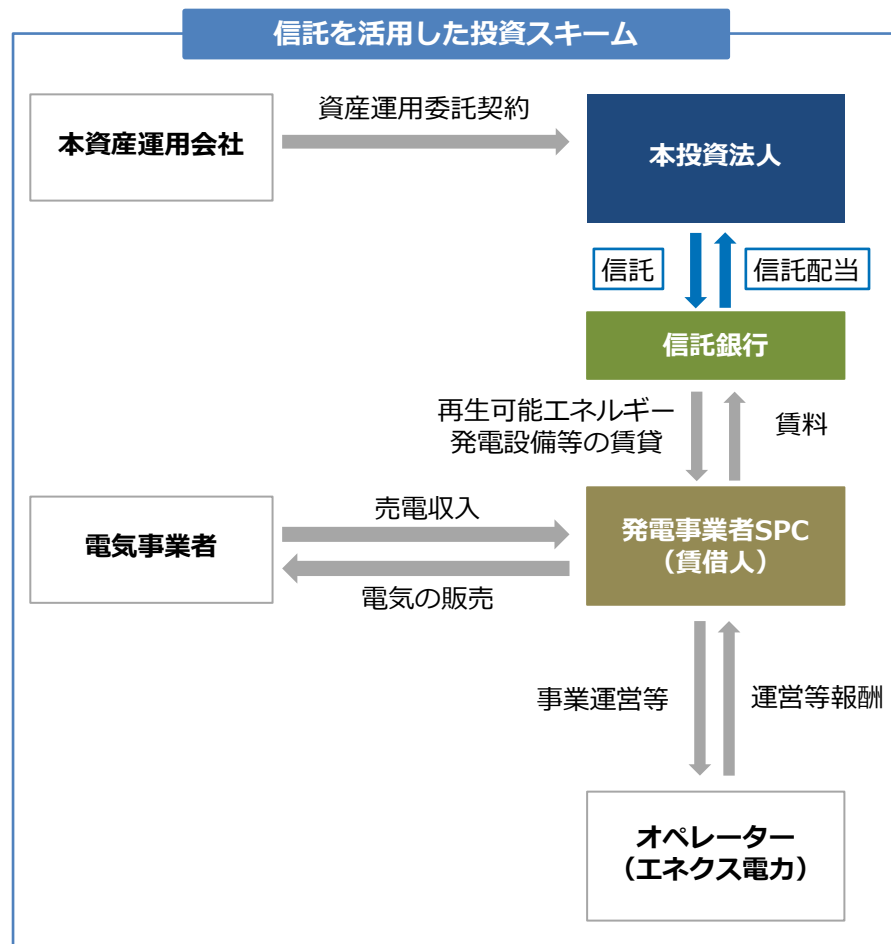 信託を活用した投資スキーム
資産運用委託契約
本資産運用会社
本投資法人
信託
信託配当
信託銀行
再生可能エネルギー
発電設備等の賃貸
賃料
売電収入
電気事業者
発電事業者SPC
（賃借人）
電気の販売
事業運営等
運営等報酬
オペレーター
（エネクス電力）